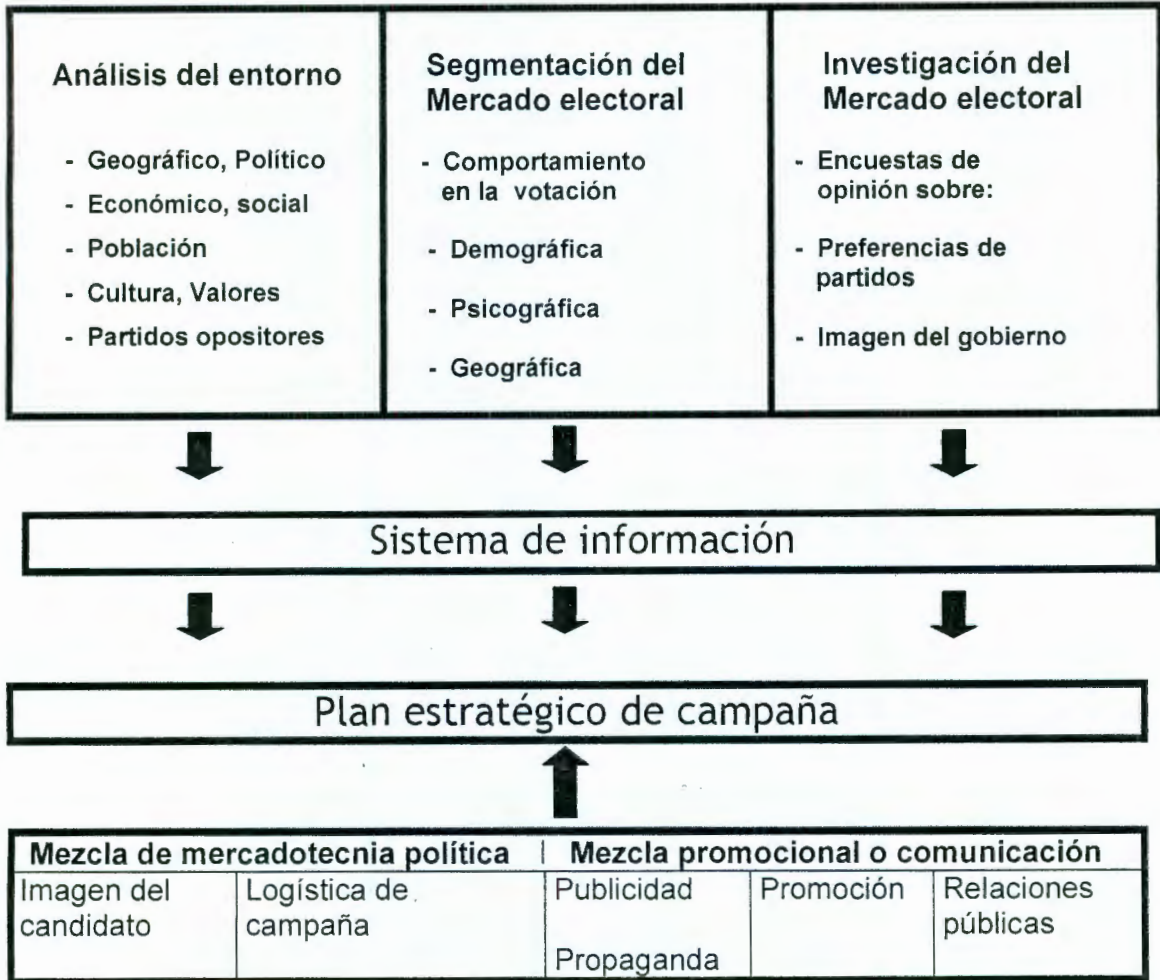 Análisis del entorno
- Geográfico, Político
- Económico, social
- Población
- Cultura, Valores
- Partidos opositores
Segmentación del
Mercado electoral
- Comportamiento
en la votación
- Demográfica
- Psicográfica
- Geográfica
Investigación del
Mercado electoral
- Encuestas de
opinión sobre:
- Preferencias de
partidos
- Imagen del gobierno
Sistema de información
Plan estratégico de campaña
Mezcla de mercadotecnia política
Mezcla promocional o comunicación
Imagen del
candidato
Logística de
campaña
Publicidad
Propaganda
Promoción
Relaciones
públicas